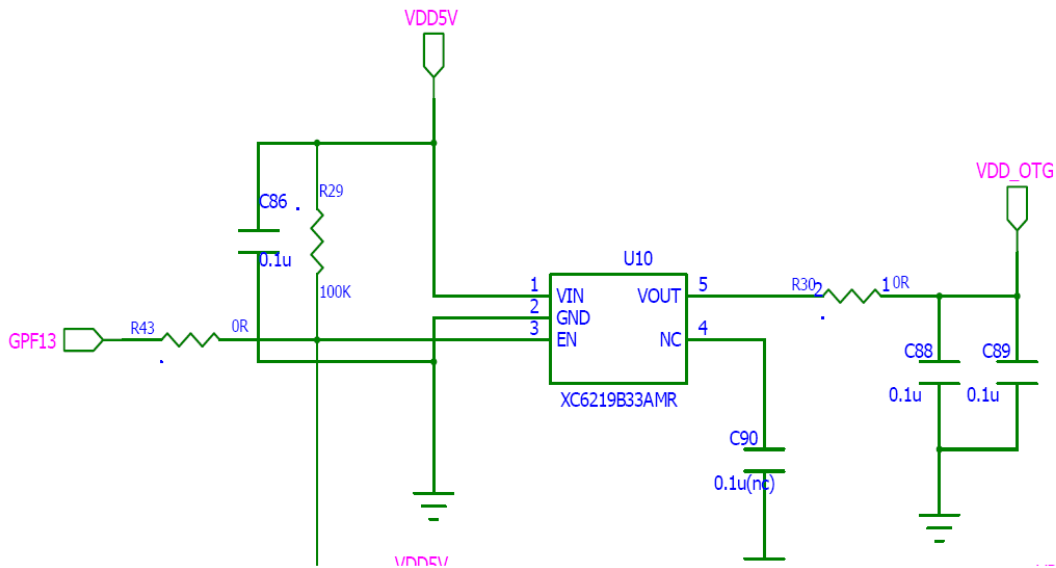 VDD5V
C86
R29
0.1u
100K
GPF13
R43
0R
U10
1
VIN
VOUT
5
2
GND
3
EN
NC
4
XC6219B33AMR
R30
2
1
0R
VDD_OTG
C88
C89
0.1u
0.1u
C90
0.1u(nc)
VDD5V